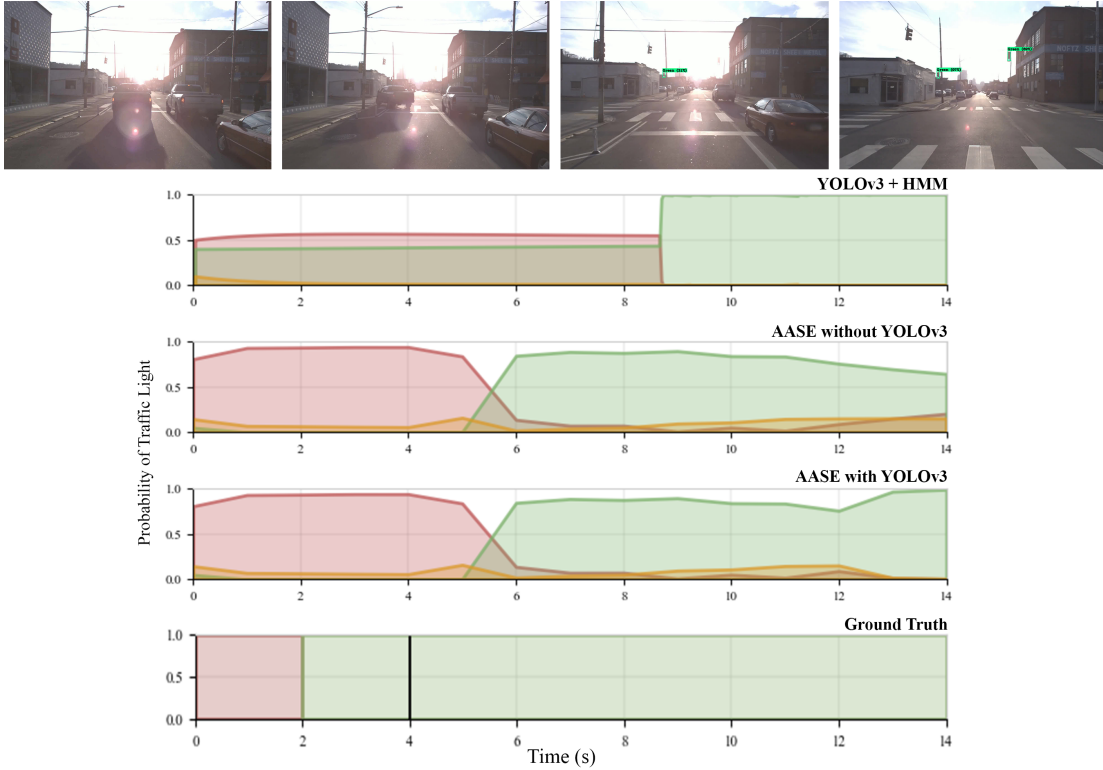 YOLOv3 + HMM
1.0
0.5
0.0
0 2 4 6 8 10 12 14
AASE without YOLOv3
1.0
0.5
0.0
0 2 4 6 8 10 12 14
Probability of Traffic Light
AASE with YOLOv3
1.0
0.5
0.0
0 2 4 6 8 10 12 14
Ground Truth
1.0
0.5
0.0
0 2 4 6 8 10 12 14
Time (s)